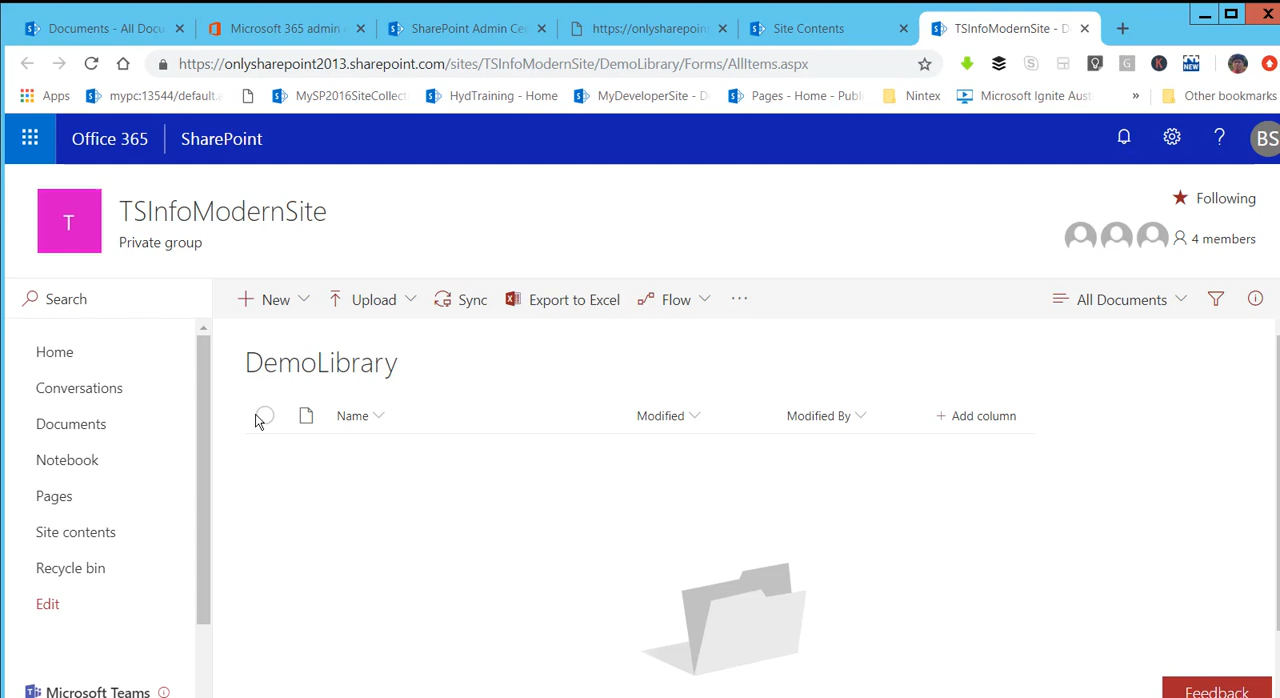 Documents - All Docu
Microsoft 365 admin
SharePoint Admin Ce
https://onlysharepoin
Site Contents
TSInfoModernSite - D
https://onlysharepoint2013.sharepoint.com/sites/TSInfoModernSite/DemoLibrary/Forms/AllItems.aspx
S
G
K
NEW
Apps
mypc:13544/default.a
MySP2016SiteCollect
HydTraining - Home
MyDeveloperSite - D
Pages - Home - Publi
Nintex
Microsoft Ignite Aust
»
Other bookmarks
Office 365
SharePoint
?
BS
T
TSInfoModernSite
Private group
Following
4 members
Search
+ New
Upload
Sync
Export to Excel
Flow
...
All Documents
Home
Conversations
Documents
Notebook
Pages
Site contents
Recycle bin
Edit
Microsoft Teams
DemoLibrary
Name
Modified
Modified By
+ Add column
Feedback